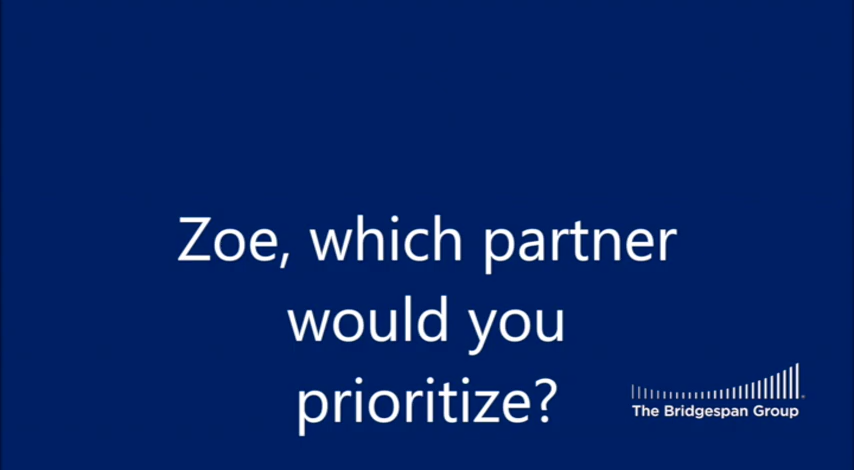 Zoe, which partner
would you
prioritize?
The Bridgespan Group